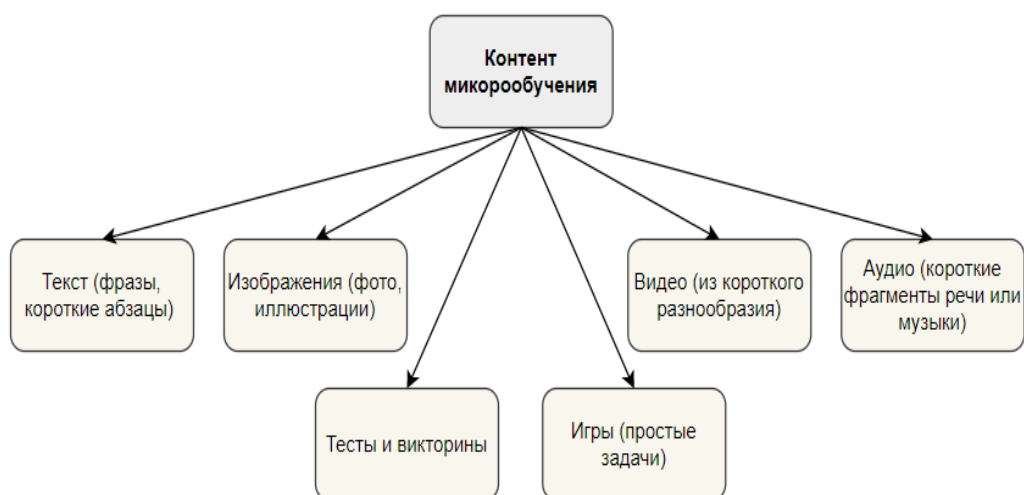 Контент
микорообучения
Текст (фразы,
короткие абзацы)
Изображения (фото,
иллюстрации)
Видео (из короткого
разнообразия)
Аудио (короткие
фрагменты речи или
музыки)
Тесты и викторины
Игры (простые
задачи)